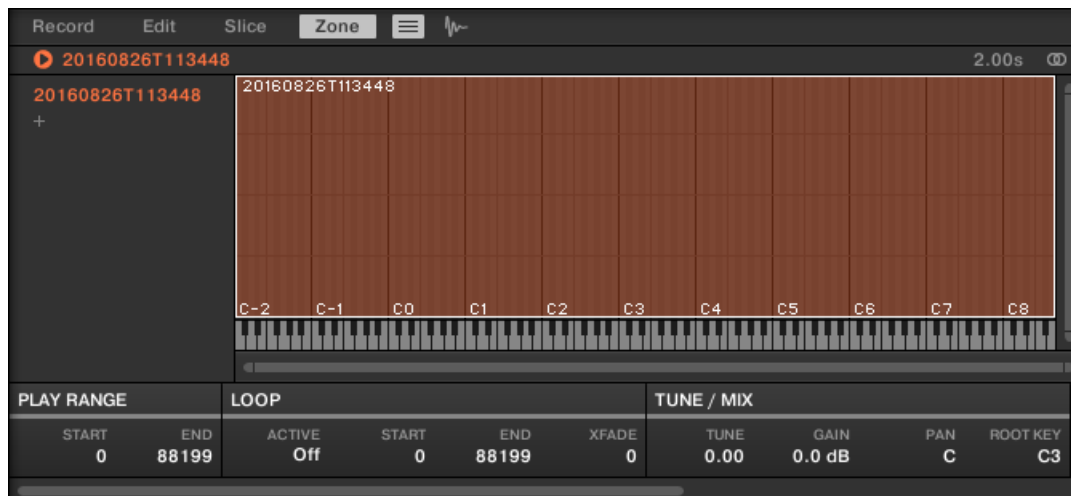 Record Edit Slice Zone
20160826T113448 2.00s
20160826T113448
+
20160826T113448
C-2 C-1 C0 C1 C2 C3 C4 C5 C6 C7 C8
PLAY RANGE LOOP TUNE / MIX
START END ACTIVE START END XFADE TUNE GAIN PAN ROOT KEY
0 88199 Off 0 88199 0 0.00 0.0 dB C C3